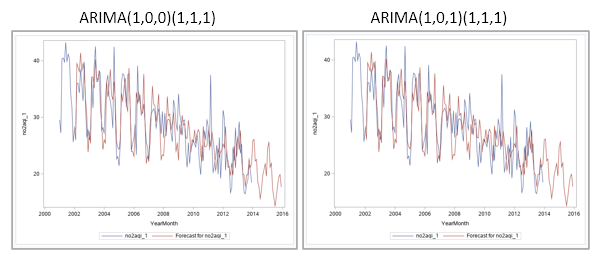 ARIMA(1,0,0)(1,1,1)
ARIMA(1,0,1)(1,1,1)
no2aqi_1
40
30
20
2000 2002 2004 2006 2008 2010 2012 2014 2016
YearMonth
no2aqi_1 Forecast for no2aqi_1
no2aqi_1
40
30
20
2000 2002 2004 2006 2008 2010 2012 2014 2016
YearMonth
no2aqi_1 Forecast for no2aqi_1